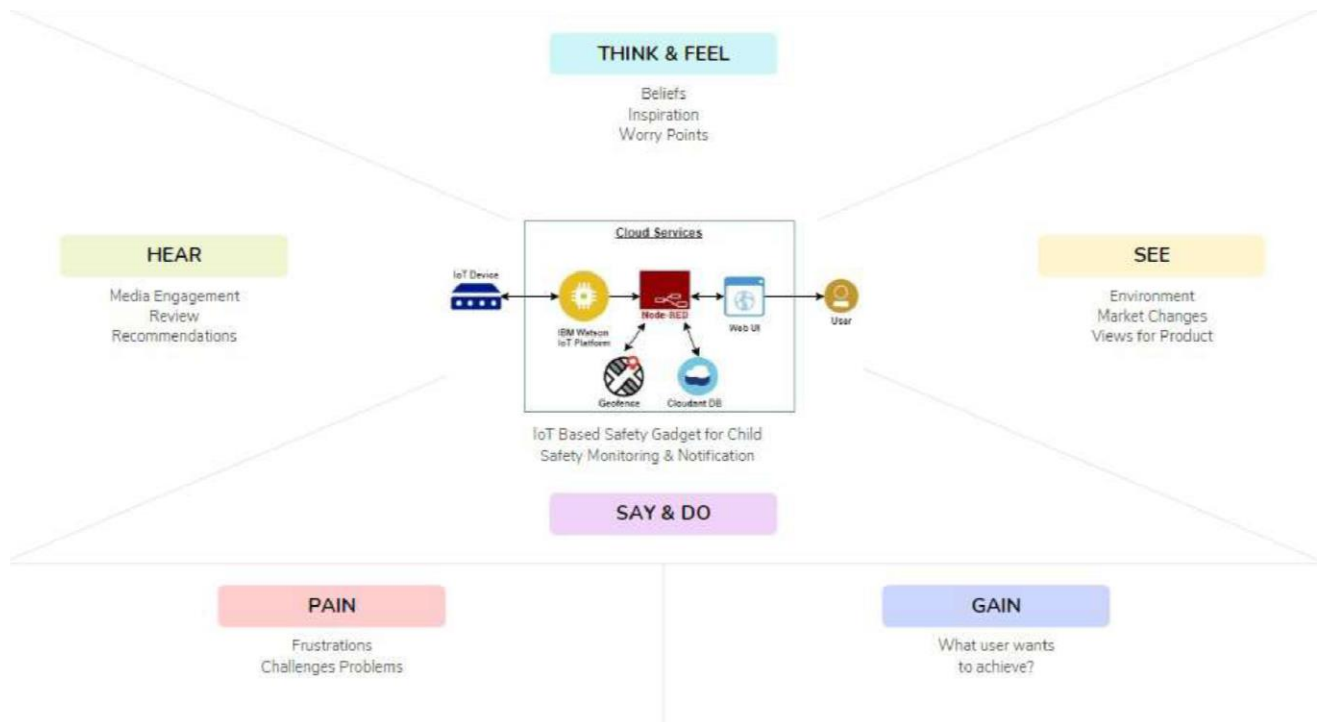 THINK & FEEL
Beliefs
Inspiration
Worry Points
HEAR
Media Engagement
Review
Recommendations
Cloud Services
IoT Device
IBM Watson
IoT Platform
Node-RED
Web UI
User
Geofence
Cloudant DB
IoT Based Safety Gadget for Child
Safety Monitoring & Notification
SEE
Environment
Market Changes
Views for Product
SAY & DO
PAIN
Frustrations
Challenges Problems
GAIN
What user wants
to achieve?